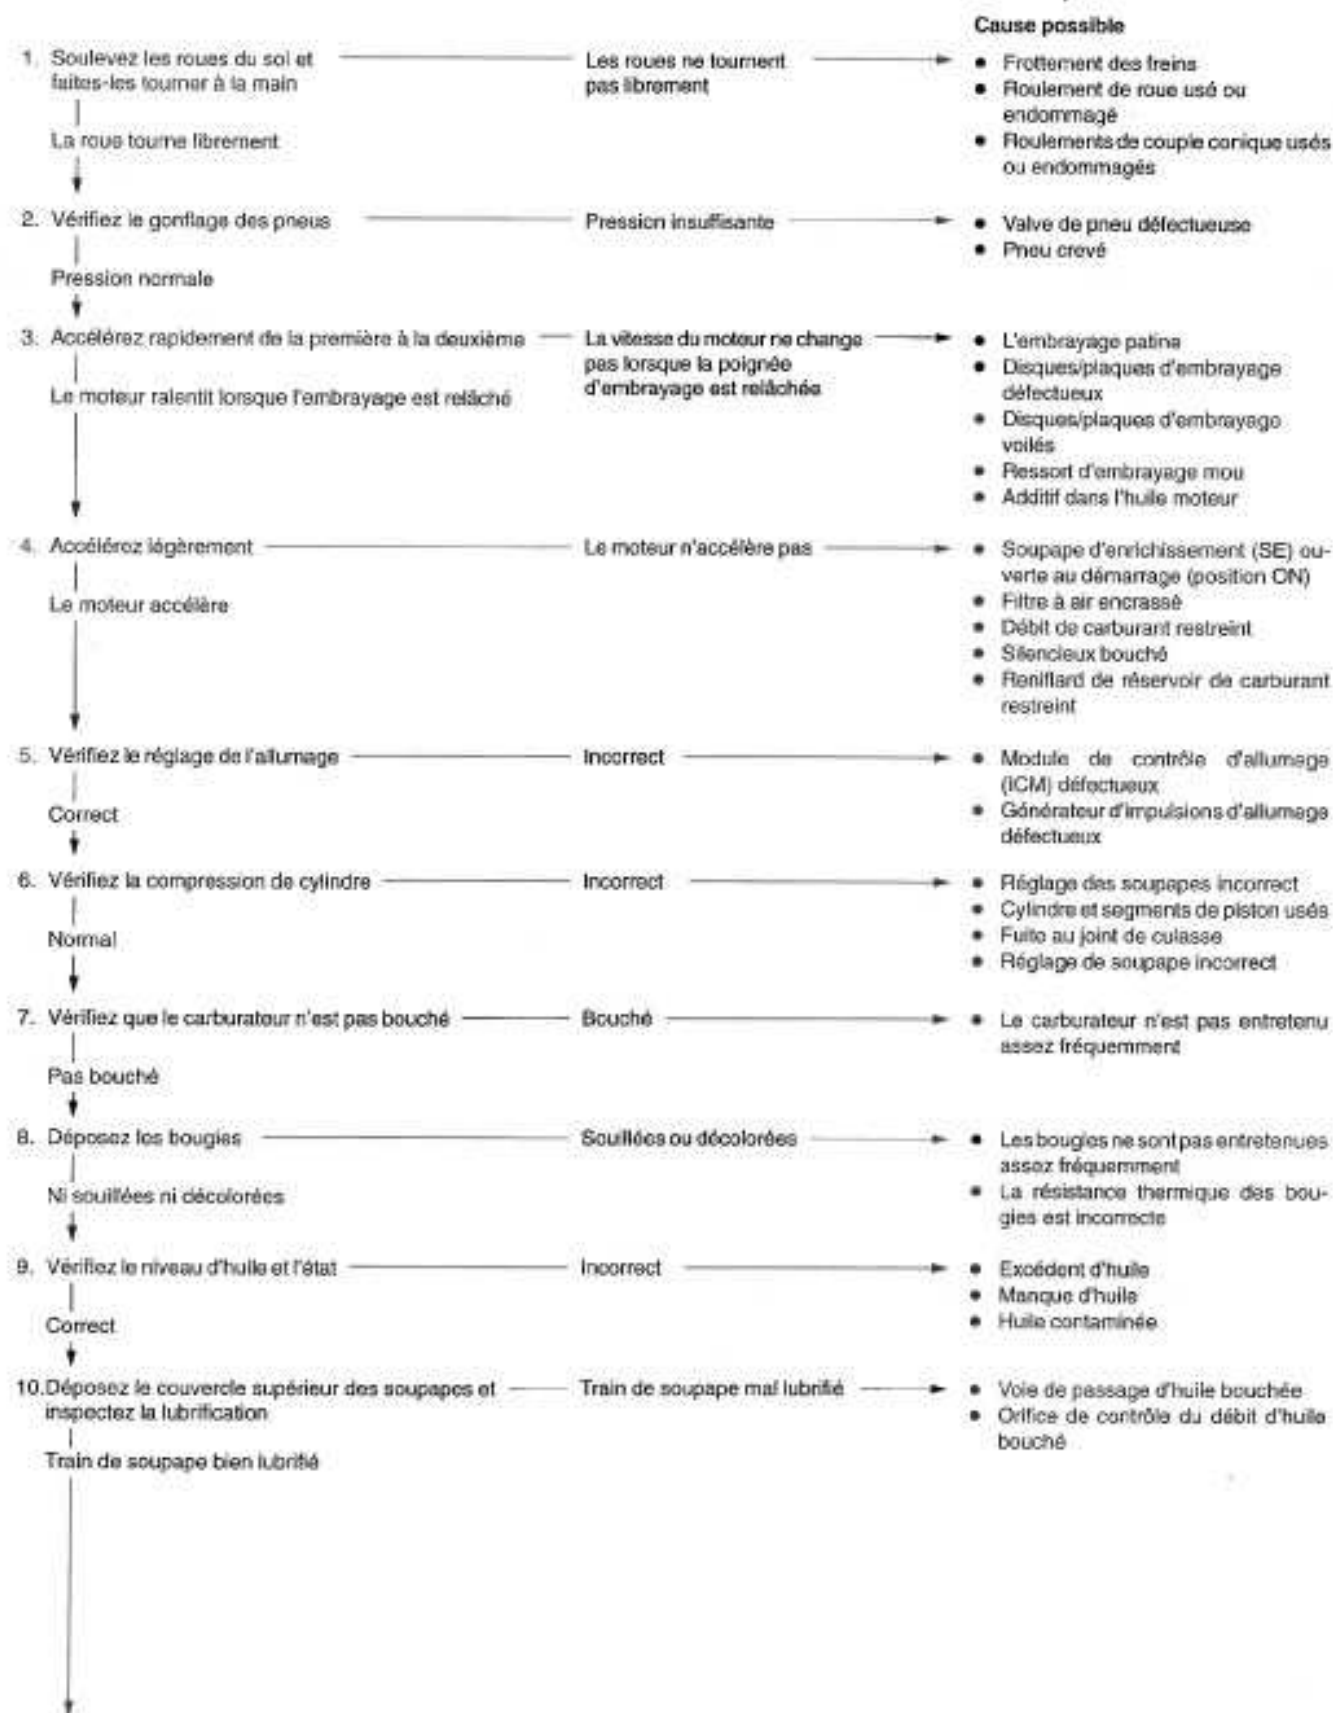 Cause possible
1. Soulevez les roues du sol et
faites-les tourner à la main
Les roues ne tournent
pas librement
● Frottement des freins
● Roulement de roue usé ou
endommagé
● Roulements de couple conique usés
ou endommagés
La roue tourne librement
2. Vérifiez le gonflage des pneus
Pression insuffisante
● Valve de pneu défectueuse
● Pneu crevé
Pression normale
3. Accélérez rapidement de la première à la deuxième
La vitesse du moteur ne change
pas lorsque la poignée
d'embrayage est relâchée
● L'embrayage patine
● Disques/plaques d'embrayage
défectueux
● Disques/plaques d'embrayage
voilés
● Ressort d'embrayage mou
● Additif dans l'huile moteur
Le moteur ralentit lorsque l'embrayage est relâché
4. Accélérez légèrement
Le moteur n'accélère pas
● Soupape d'enrichissement (SE) ou-
verte au démarrage (position ON)
● Filtre à air encrassé
● Débit de carburant restreint
● Silencieux bouché
● Reniflard de réservoir de carburant
restreint
Le moteur accélère
5. Vérifiez le réglage de l'allumage
Incorrect
● Module de contrôle d'allumage
(ICM) défectueux
● Générateur d'impulsions d'allumage
défectueux
Correct
6. Vérifiez la compression de cylindre
Incorrect
● Réglage des soupapes incorrect
● Cylindre et segments de piston usés
● Fuite au joint de culasse
● Réglage de soupape incorrect
Normal
7. Vérifiez que le carburateur n'est pas bouché
Bouché
● Le carburateur n'est pas entretenu
assez fréquemment
Pas bouché
8. Déposez les bougies
Souillées ou décolorées
● Les bougies ne sont pas entretenues
assez fréquemment
● La résistance thermique des bou-
gies est incorrecte
Ni souillées ni décolorées
9. Vérifiez le niveau d'huile et l'état
Incorrect
● Excédent d'huile
● Manque d'huile
● Huile contaminée
Correct
10. Déposez le couvercle supérieur des soupapes et
inspectez la lubrification
Train de soupape mal lubrifié
● Voie de passage d'huile bouchée
● Orifice de contrôle du débit d'huile
bouché
Train de soupape bien lubrifié